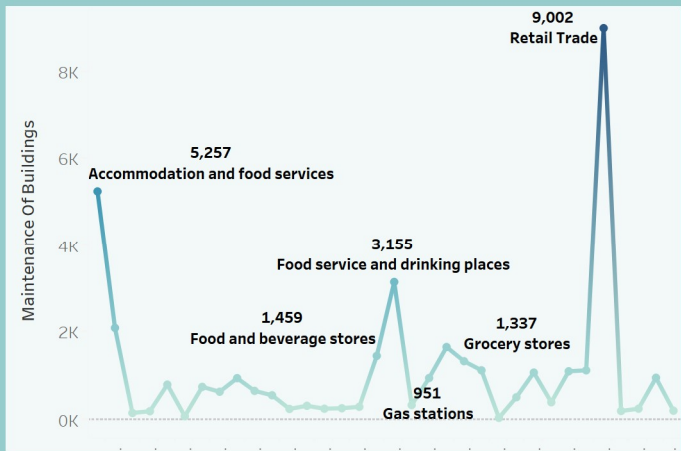 9,002
Retail Trade
8K
5,257
Accommodation and food services
6K
Maintenance Of Buildings
4K
3,155
Food service and drinking places
1,459
Food and beverage stores
1,337
Grocery stores
2K
951
Gas stations
0K